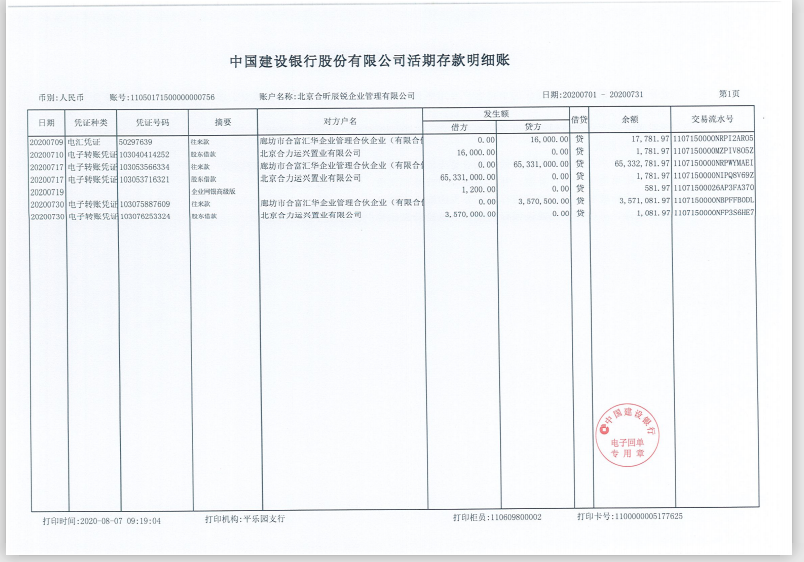 中国建设银行股份有限公司活期存款明细账
币别:人民币 账号:11050171500000000756 账户名称:北京合昕辰锐企业管理有限公司 日期:20200701 - 20200731 第1页
日期 凭证种类 凭证号码 摘要 对方户名 发生额 借贷 余额 交易流水号
借方 贷方
20200709 电汇凭证 50297639 往来款 廊坊市合富汇华企业管理合伙企业(有限合伙 0.00 16,000.00 贷 17,781.97 1107150000NRPI2ARO5
20200710 电子转账凭证 103040414252 股东借款 北京合力运兴置业有限公司 16,000.00 0.00 贷 1,781.97 1107150000MZPIV805Z
20200717 电子转账凭证 103053566334 往来款 廊坊市合富汇华企业管理合伙企业(有限合伙 0.00 65,331,000.00 贷 65,332,781.97 1107150000NRPWYMAEI
20200717 电子转账凭证 103053716321 股东借款 北京合力运兴置业有限公司 65,331,000.00 0.00 贷 1,781.97 1107150000NIPQ8V69Z
20200719 企业网银高级版 1,200.00 0.00 贷 581.97 11071500026AP3FA370
20200730 电子转账凭证 103075887609 往来款 廊坊市合富汇华企业管理合伙企业(有限合伙 0.00 3,570,500.00 贷 3,571,081.97 1107150000NBPFFBODL
20200730 电子转账凭证 103076253324 股东借款 北京合力运兴置业有限公司 3,570,000.00 0.00 贷 1,081.97 1107150000NFP3S6HE7
中国建设银行
电子回单
专用章
打印时间:2020-08-07 09:19:04 打印机构:平乐园支行 打印柜员:110609800002 打印卡号:1100000005177625